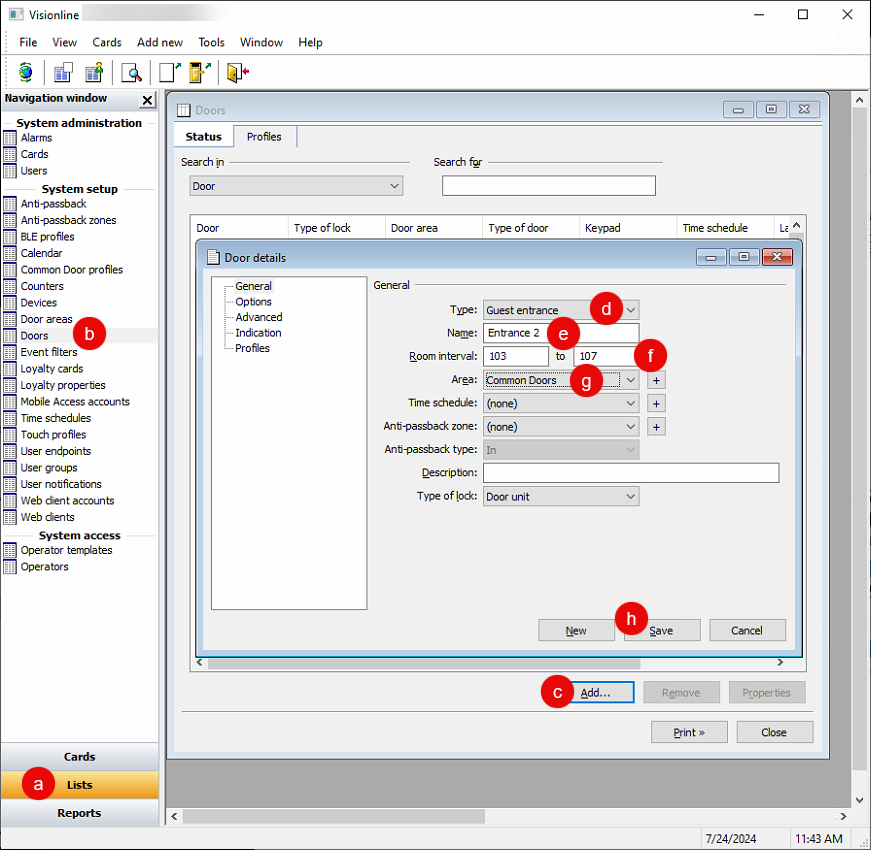 Visionline
File View Cards Add new Tools Window Help
Navigation window
System administration
Alarms
Cards
Users
System setup
Anti-passback
Anti-passback zones
BLE profiles
Calendar
Common Door profiles
Counters
Devices
Door areas
Doors b
Event filters
Loyalty cards
Loyalty properties
Mobile Access accounts
Time schedules
Touch profiles
User endpoints
User groups
User notifications
Web client accounts
Web clients
System access
Operator templates
Operators
Cards
a Lists
Reports
Doors
Status Profiles
Search in Search for
Door
Door Type of lock Door area Type of door Keypad Time schedule La
Door details
General
Options
Advanced
Indication
Profiles
General
Type: Guest entrance d
Name: Entrance 2 e
Room interval: 103 to 107 f
Area: Common Doors g +
Time schedule: (none) +
Anti-passback zone: (none) +
Anti-passback type: In
Description:
Type of lock: Door unit
New h Save Cancel
c Add... Remove Properties
Print » Close
7/24/2024 11:43 AM